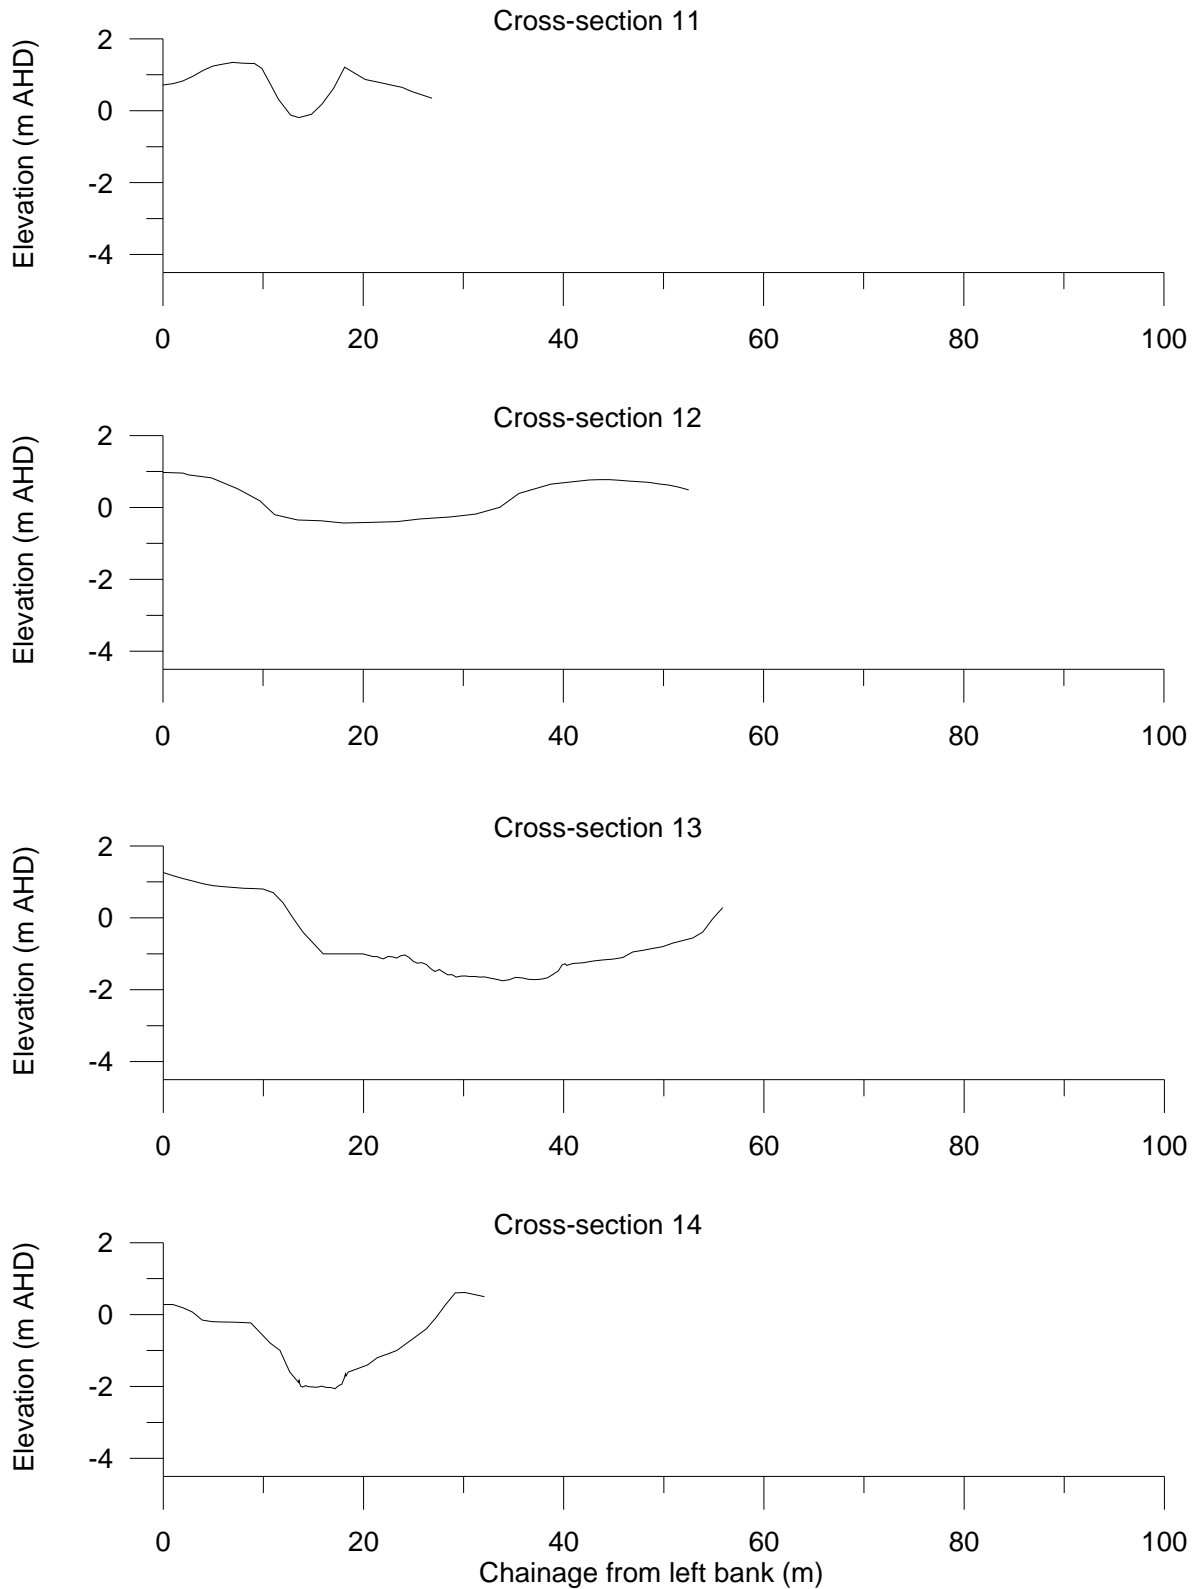 Cross-section 11
Elevation (m AHD)
2
0
-2
-4
0 20 40 60 80 100
Cross-section 12
Elevation (m AHD)
2
0
-2
-4
0 20 40 60 80 100
Cross-section 13
Elevation (m AHD)
2
0
-2
-4
0 20 40 60 80 100
Cross-section 14
Elevation (m AHD)
2
0
-2
-4
0 20 40 60 80 100
Chainage from left bank (m)